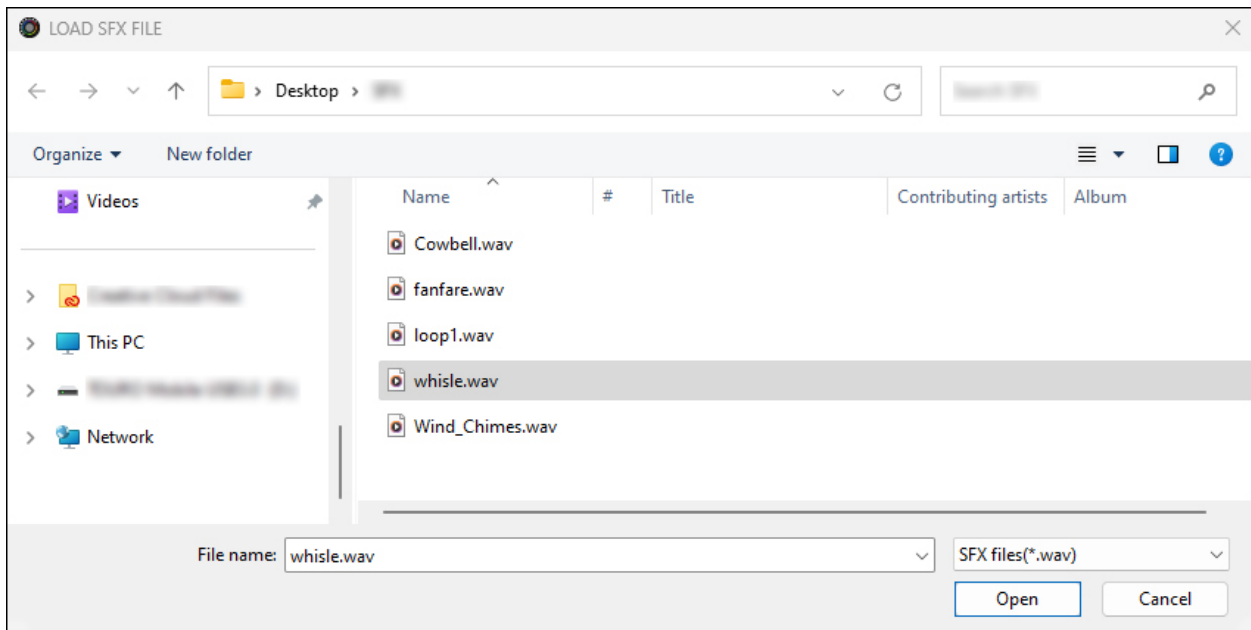 LOAD SFX FILE
Desktop
Organize New folder
Videos
This PC
Network
Name # Title Contributing artists Album
Cowbell.wav
fanfare.wav
loop1.wav
whisle.wav
Wind_Chimes.wav
File name: whisle.wav SFX files(*.wav)
Open Cancel